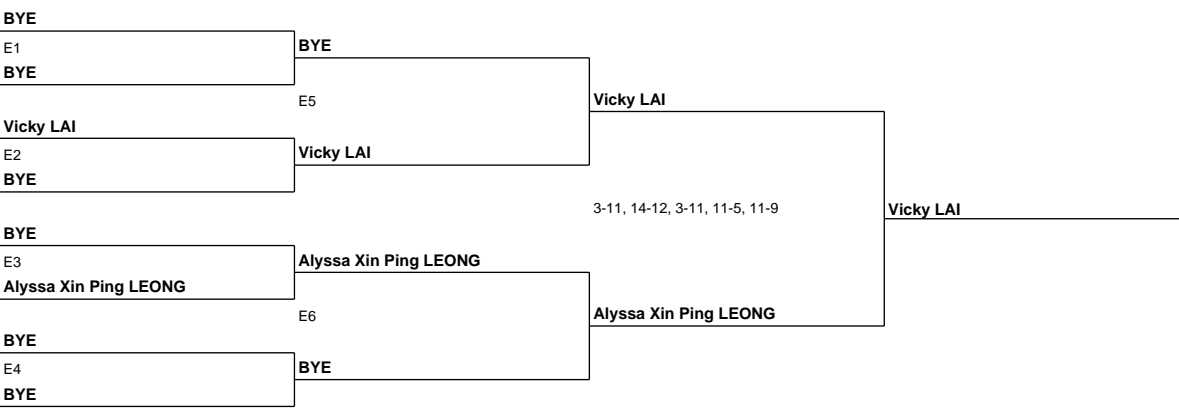 BYE
E1
BYE
BYE
E5
Vicky LAI
Vicky LAI
E2
Vicky LAI
BYE
3-11, 14-12, 3-11, 11-5, 11-9
Vicky LAI
BYE
E3
Alyssa Xin Ping LEONG
Alyssa Xin Ping LEONG
E6
Alyssa Xin Ping LEONG
BYE
E4
BYE
BYE